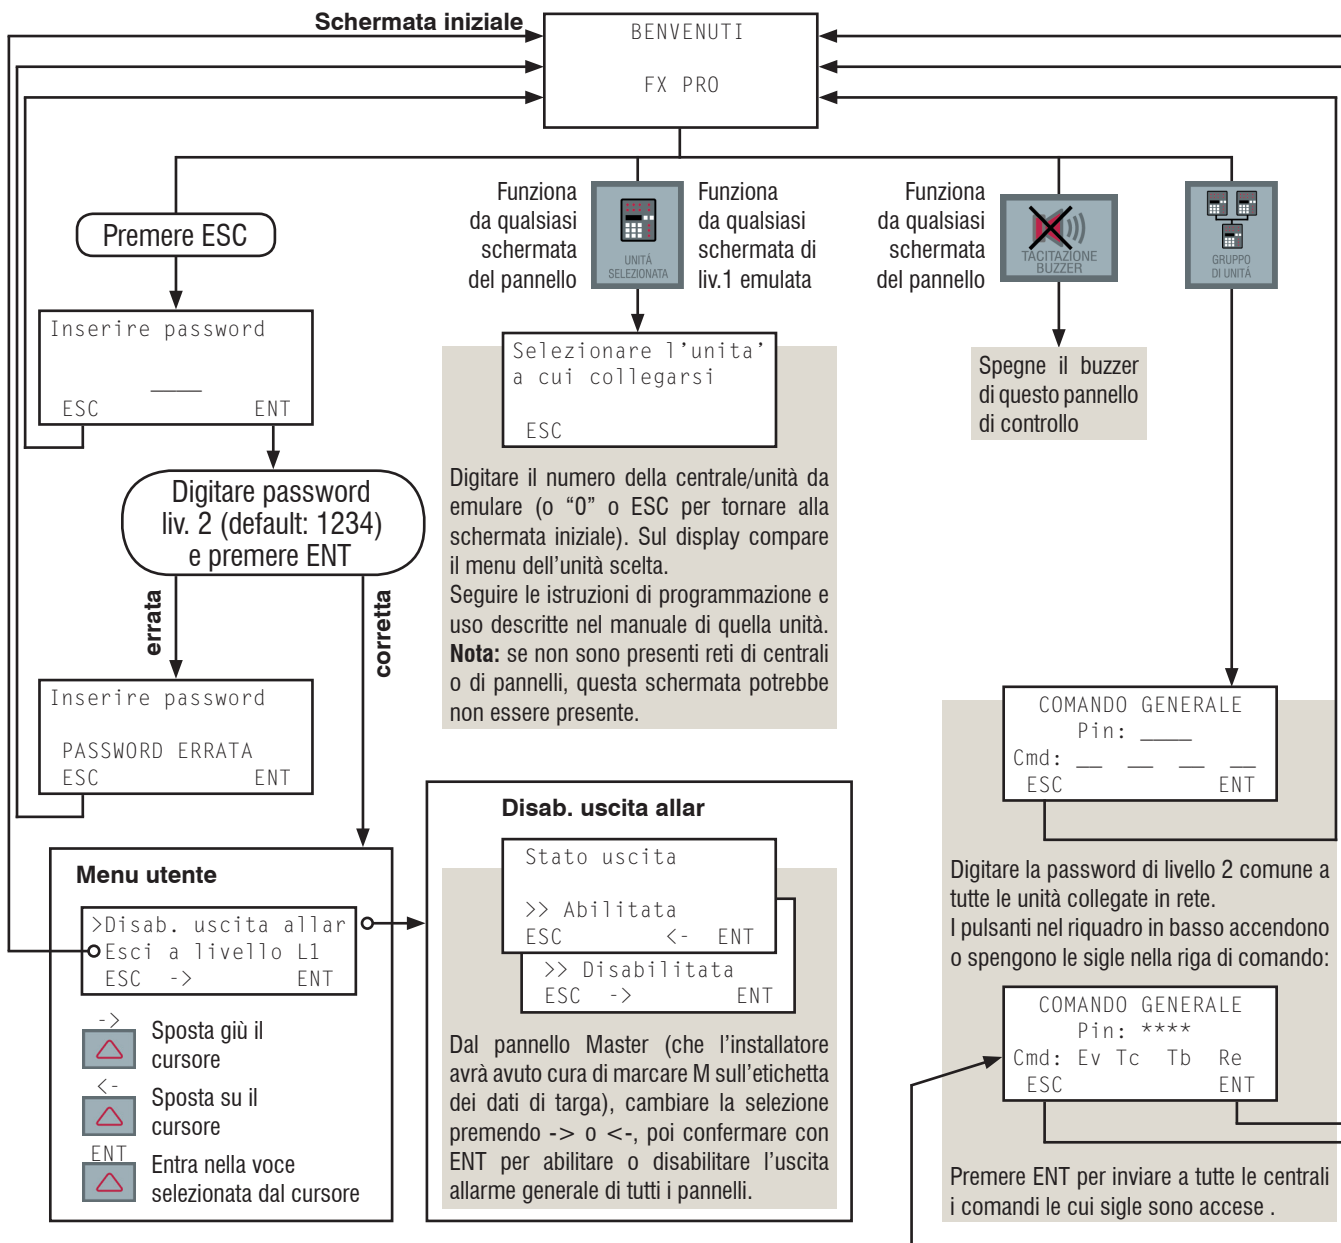 Schermata iniziale
BENVENUTI
FX PRO
Premere ESC
Inserire password
____
ESC ENT
Digitare password
liv. 2 (default: 1234)
e premere ENT
errata
corretta
Inserire password
PASSWORD ERRATA
ESC ENT
Funziona
da qualsiasi
schermata
del pannello
UNITÀ
SELEZIONATA
Funziona
da qualsiasi
schermata di
liv.1 emulata
Selezionare l'unita'
a cui collegarsi
ESC
Digitare il numero della centrale/unità da
emulare (o “0” o ESC per tornare alla
schermata iniziale). Sul display compare
il menu dell’unità scelta.
Seguire le istruzioni di programmazione e
uso descritte nel manuale di quella unità.
Nota: se non sono presenti reti di centrali
o di pannelli, questa schermata potrebbe
non essere presente.
Funziona
da qualsiasi
schermata
del pannello
TACITAZIONE
BUZZER
Spegne il buzzer
di questo pannello
di controllo
GRUPPO
DI UNITÀ
COMANDO GENERALE
Pin: ____
Cmd: __ __ __ __
ESC ENT
Digitare la password di livello 2 comune a
tutte le unità collegate in rete.
I pulsanti nel riquadro in basso accendono
o spengono le sigle nella riga di comando:
COMANDO GENERALE
Pin: ****
Cmd: Ev Tc Tb Re
ESC ENT
Premere ENT per inviare a tutte le centrali
i comandi le cui sigle sono accese .
Menu utente
>Disab. uscita allar
Esci a livello L1
ESC -> ENT
->
Sposta giù il
cursore
<-
Sposta su il
cursore
ENT
Entra nella voce
selezionata dal cursore
Disab. uscita allar
Stato uscita
>> Abilitata
ESC <- ENT
>> Disabilitata
ESC -> ENT
Dal pannello Master (che l’installatore
avrà avuto cura di marcare M sull’etichetta
dei dati di targa), cambiare la selezione
premendo -> o <-, poi confermare con
ENT per abilitare o disabilitare l’uscita
allarme generale di tutti i pannelli.